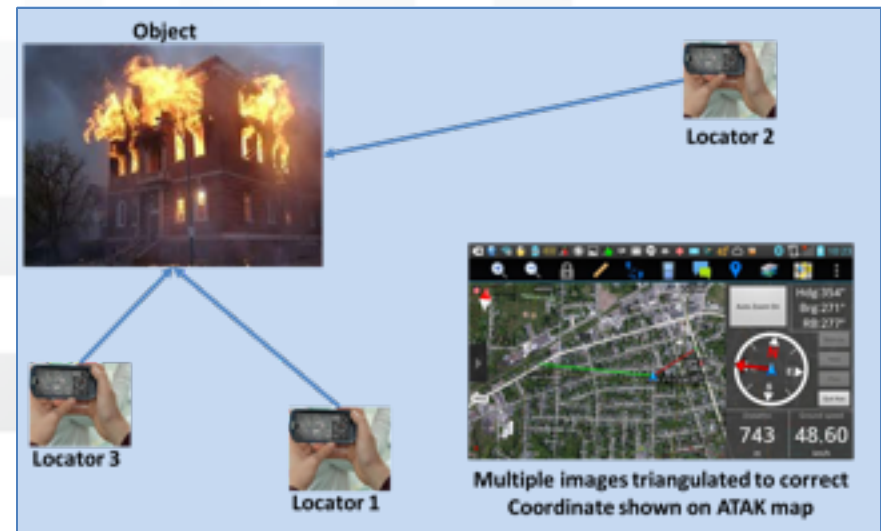 Object
Locator 2
Hdg:354°
Brg:271°
RB:277°
N
743
48.60
Locator 3
Locator 1
Multiple images triangulated to correct
Coordinate shown on ATAK map